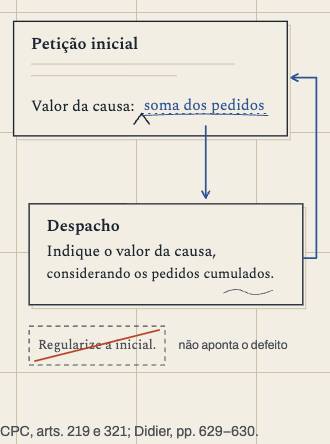 Petição inicial
Valor da causa: soma dos pedidos
Despacho
Indique o valor da causa,
considerando os pedidos cumulados.
Regularize a inicial. não aponta o defeito
CPC, arts. 219 e 321; Didier, pp. 629–630.